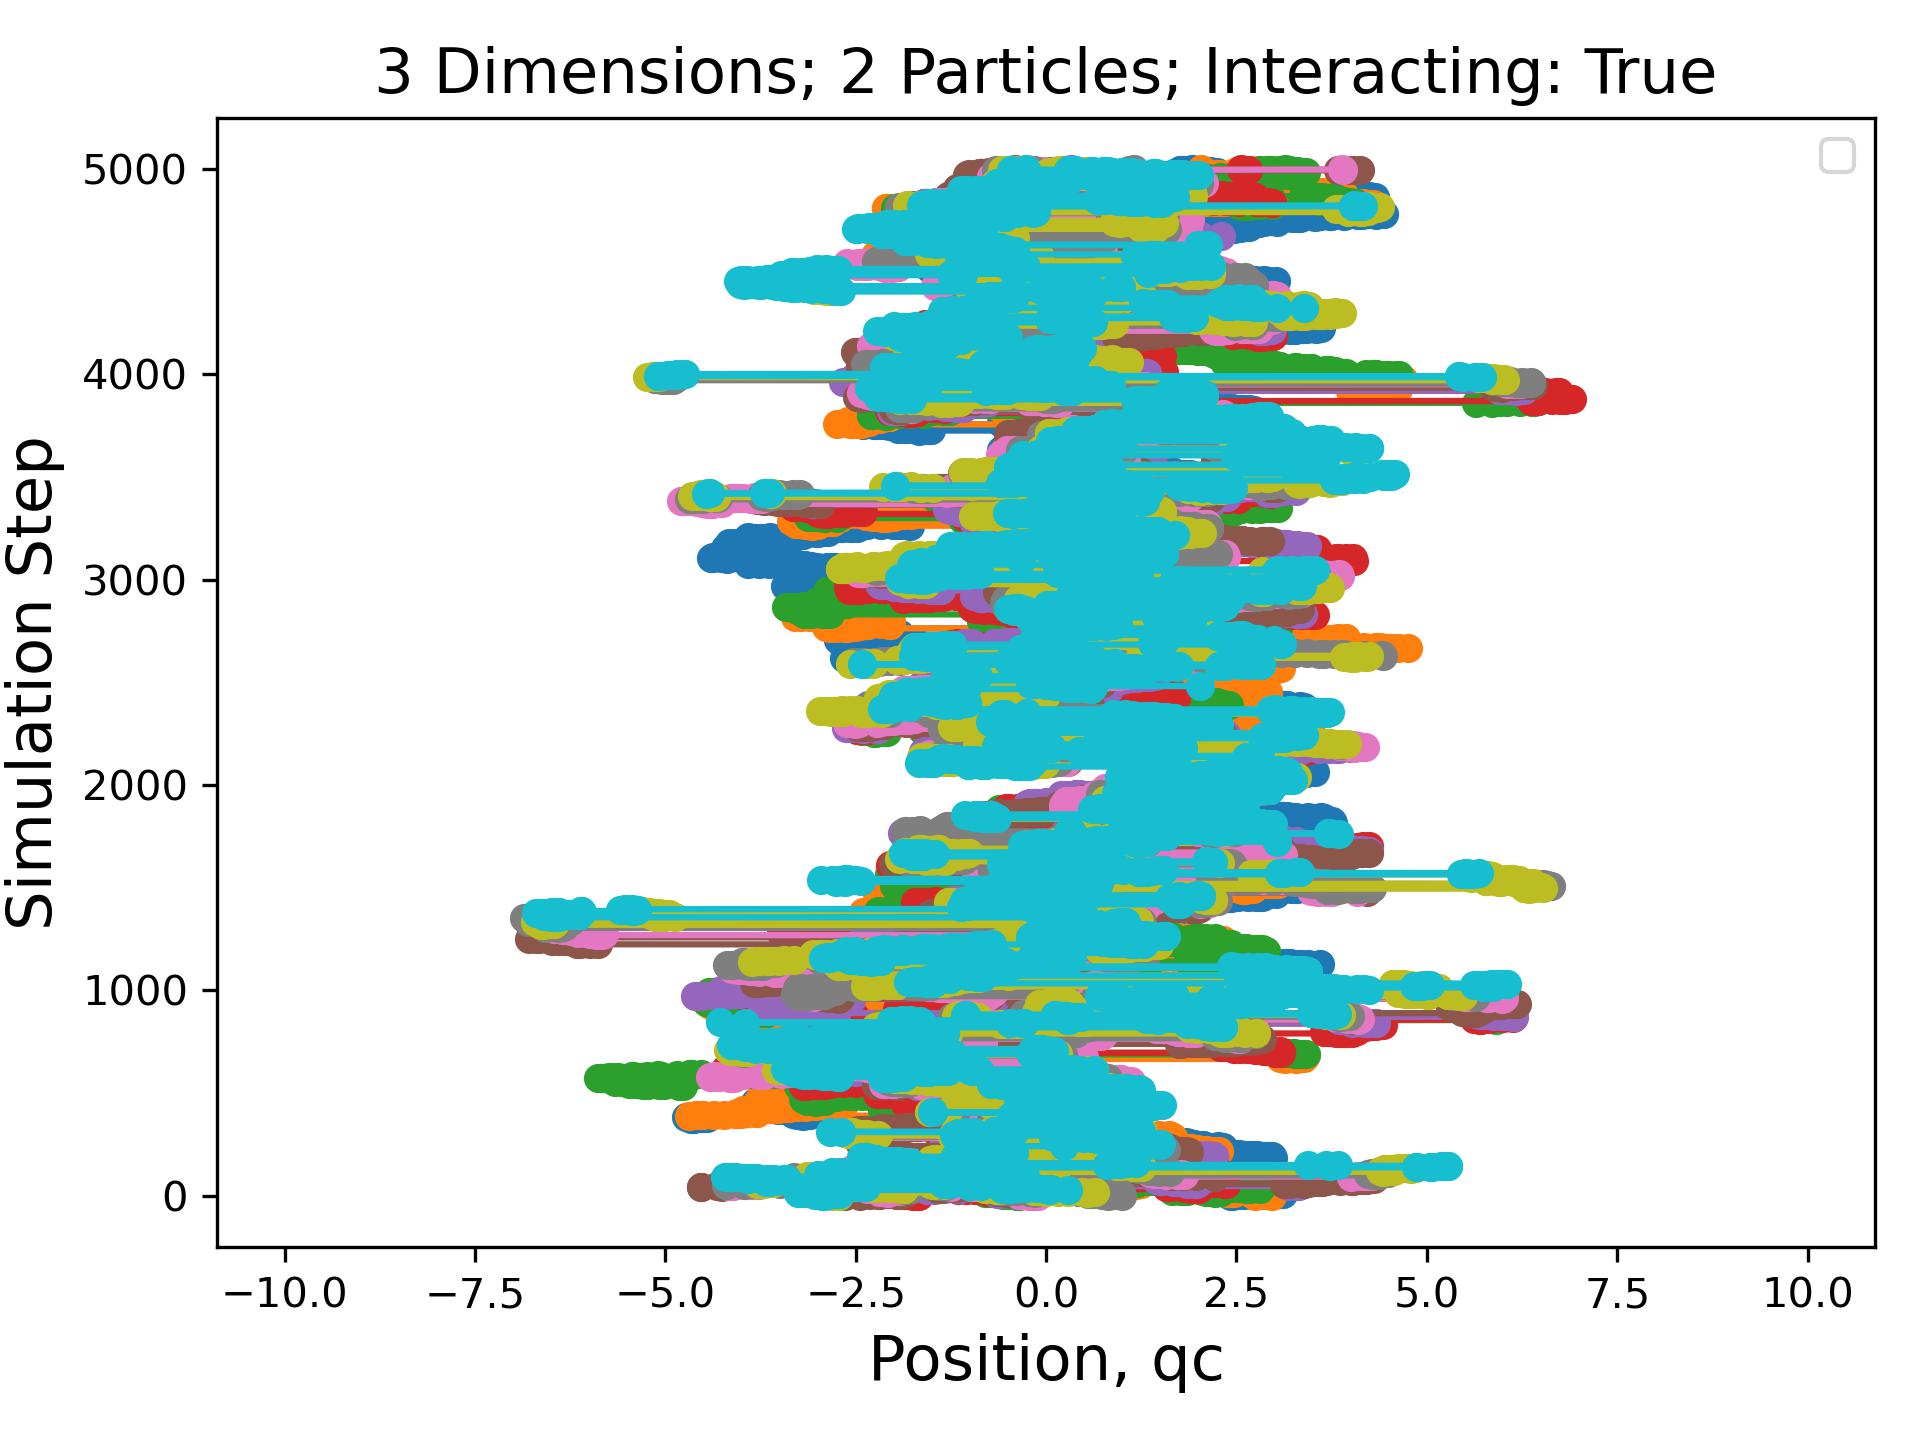 3 Dimensions; 2 Particles; Interacting: True
Simulation Step
5000
4000
3000
2000
1000
0
−10.0 −7.5 −5.0 −2.5 0.0 2.5 5.0 7.5 10.0
Position, qc